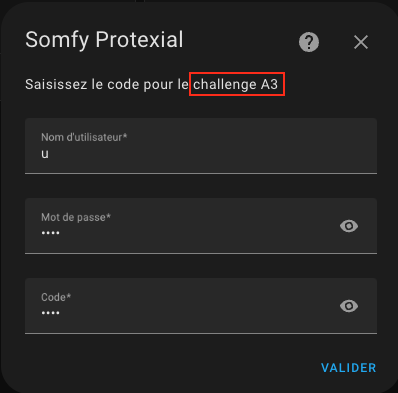 Somfy Protexial
Saisissez le code pour le challenge A3
Nom d'utilisateur*
u
Mot de passe*
••••
Code*
••••
VALIDER